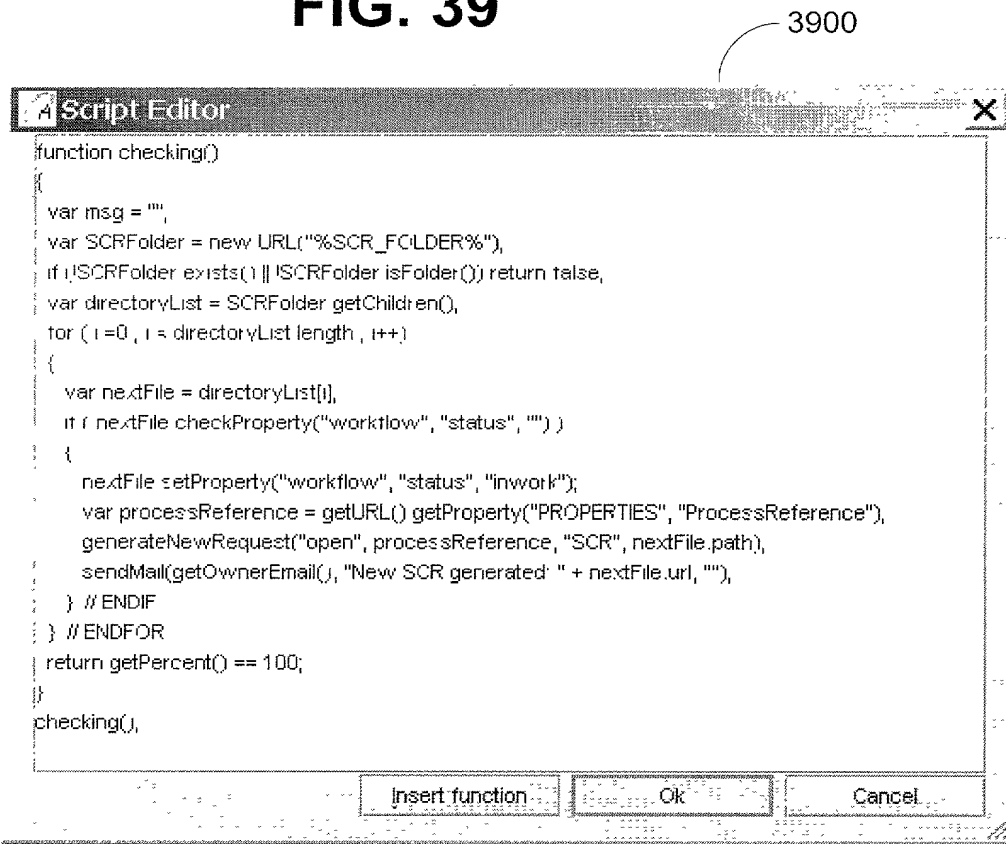 FIG. 39
3900
Script Editor
function checking()
{
var msg = "",
var SCRFolder = new URL("%SCR_FOLDER%"),
if (!SCRFolder exists() || !SCRFolder isFolder()) return false,
var directoryList = SCRFolder getChildren(),
for ( i =0 , i < directoryList length , i++)
{
var nextFile = directoryList[i],
if ( nextFile checkProperty("workflow", "status", "") )
{
nextFile setProperty("workflow", "status", "inwork");
var processReference = getURL() getProperty("PROPERTIES", "ProcessReference"),
generateNewRequest("open", processReference, "SCR", nextFile.path),
sendMail(getOwnerEmail(), "New SCR generated: " + nextFile.url, ""),
} // ENDIF
} // ENDFOR
return getPercent() == 100;
}
checking(),
Insert function
Ok
Cancel